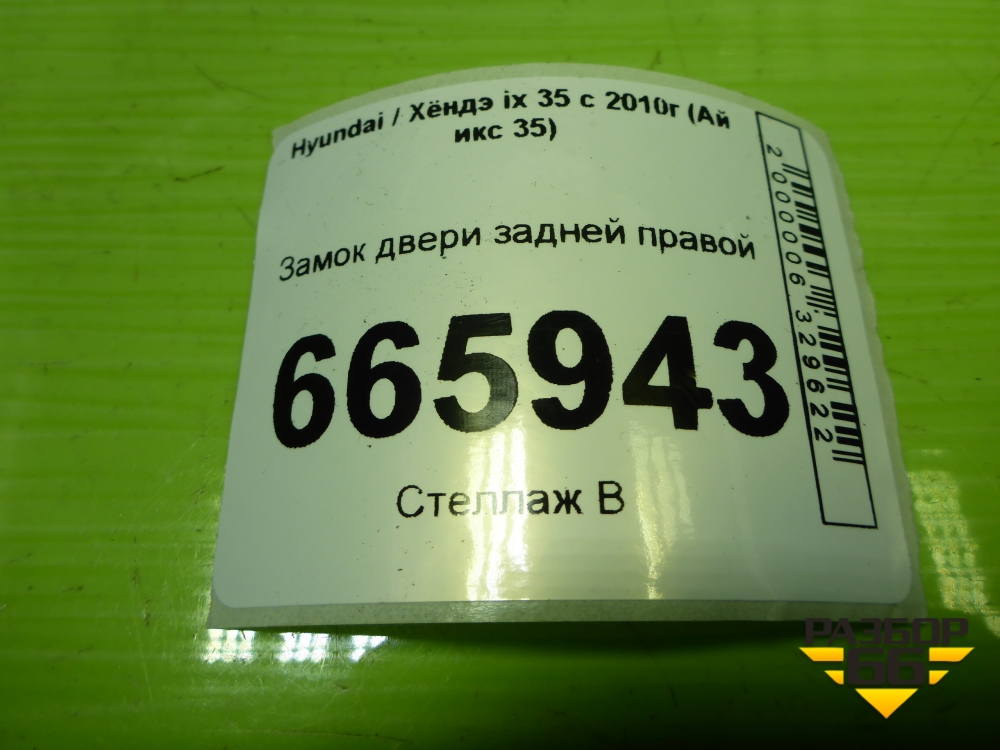 Hyundai / Хёндэ ix 35 с 2010г (Ай
икс 35)
Замок двери задней правой
665943
Стеллаж В
2000006329622
РАЗБОР
66